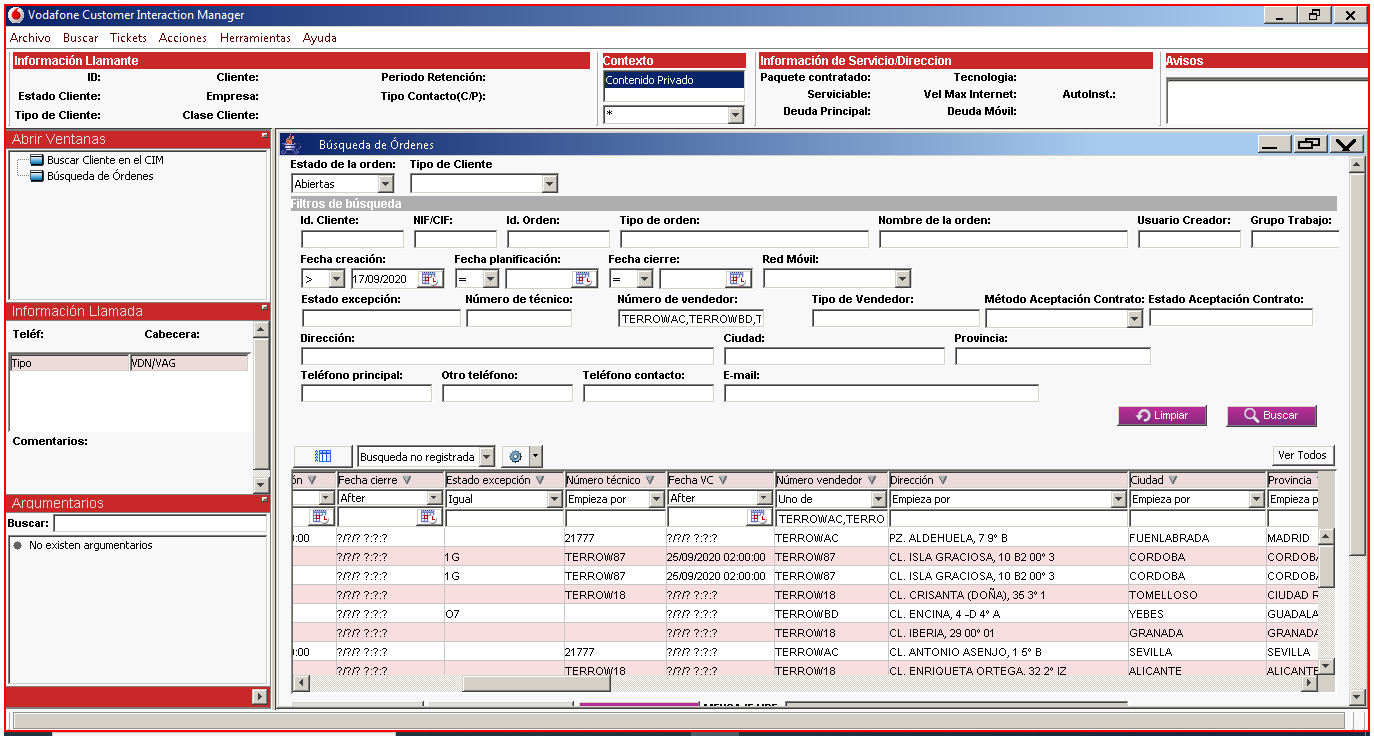 Vodafone Customer Interaction Manager
Archivo Buscar Tickets Acciones Herramientas Ayuda
Información Llamante
ID: Cliente: Periodo Retención:
Estado Cliente: Empresa: Tipo Contacto(C/P):
Tipo de Cliente: Clase Cliente:
Contexto
Contenido Privado
*
Información de Servicio/Direccion
Paquete contratado: Tecnologia:
Serviciable: Vel Max Internet: AutoInst.:
Deuda Principal: Deuda Móvil:
Avisos
Abrir Ventanas
Buscar Cliente en el CIM
Búsqueda de Órdenes
Información Llamada
Teléf: Cabecera:
Tipo VDN/VAG
Comentarios:
Argumentarios
Buscar:
No existen argumentarios
Búsqueda de Órdenes
Estado de la orden: Tipo de Cliente
Abiertas
Filtros de búsqueda
Id. Cliente: NIF/CIF: Id. Orden: Tipo de orden: Nombre de la orden: Usuario Creador: Grupo Trabajo:
Fecha creación: Fecha planificación: Fecha cierre: Red Móvil:
> 17/09/2020 = =
Estado excepción: Número de técnico: Número de vendedor: Tipo de Vendedor: Método Aceptación Contrato: Estado Aceptación Contrato:
TERROWAC,TERROWBD,T
Dirección: Ciudad: Provincia:
Teléfono principal: Otro teléfono: Teléfono contacto: E-mail:
Limpiar Buscar
Busqueda no registrada Ver Todos
ón Fecha cierre Estado excepción Número técnico Fecha VC Número vendedor Dirección Ciudad Provincia
After Igual Empieza por After Uno de Empieza por Empieza por Empieza p
TERROWAC,TERRO
0:00 ?/?/? ?:?:? 21777 ?/?/? ?:?:? TERROWAC PZ. ALDEHUELA, 7 9º B FUENLABRADA MADRID
?/?/? ?:?:? 1 G TERROW87 25/09/2020 02:00:00 TERROW87 CL. ISLA GRACIOSA, 10 B2 00º 3 CORDOBA CORDOBA
?/?/? ?:?:? 1 G TERROW87 25/09/2020 02:00:00 TERROW87 CL. ISLA GRACIOSA, 10 B2 00º 3 CORDOBA CORDOBA
?/?/? ?:?:? TERROW18 ?/?/? ?:?:? TERROW18 CL. CRISANTA (DOÑA), 35 3º 1 TOMELLOSO CIUDAD R
?/?/? ?:?:? O7 ?/?/? ?:?:? TERROWBD CL. ENCINA, 4 -D 4º A YEBES GUADALA
?/?/? ?:?:? ?/?/? ?:?:? TERROW18 CL. IBERIA, 29 00º 01 GRANADA GRANADA
0:00 ?/?/? ?:?:? 21777 ?/?/? ?:?:? TERROWAC CL. ANTONIO ASENJO, 1 5º B SEVILLA SEVILLA
?/?/? ?:?:? TERROW18 ?/?/? ?:?:? TERROW18 CL. ENRIQUETA ORTEGA, 32 2º IZ ALICANTE ALICANTE